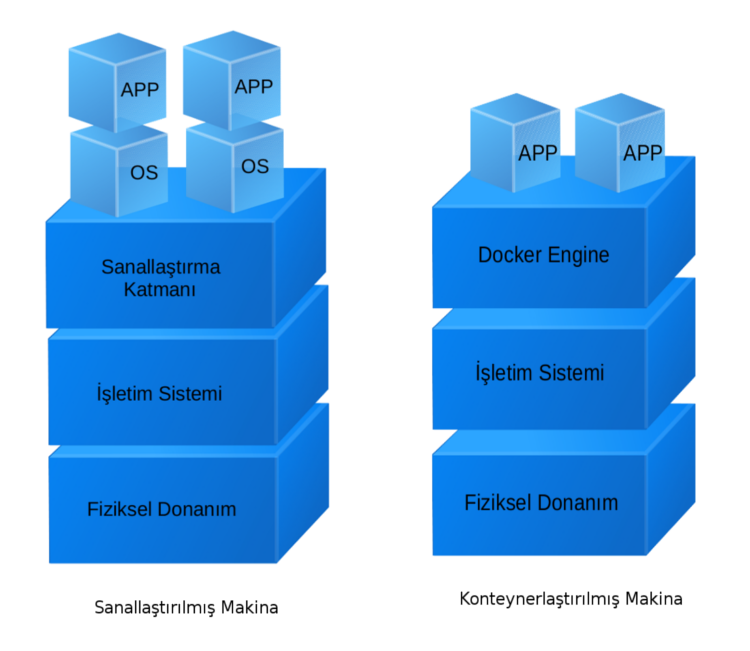 APP
APP
OS
OS
Sanallaştırma
Katmanı
İşletim Sistemi
Fiziksel Donanım
Sanallaştırılmış Makina
APP
APP
Docker Engine
İşletim Sistemi
Fiziksel Donanım
Konteynerlaştırılmış Makina